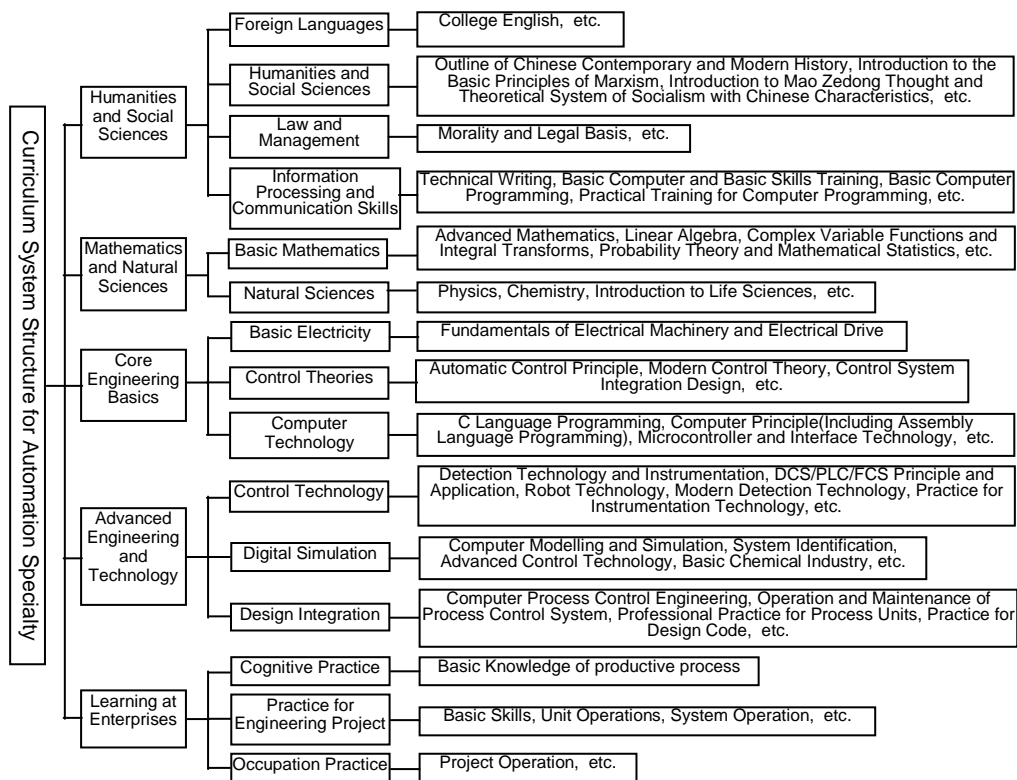 Curriculum System Structure for Automation Specialty
Humanities
and Social
Sciences
Foreign Languages
College English, etc.
Humanities and
Social Sciences
Outline of Chinese Contemporary and Modern History, Introduction to the
Basic Principles of Marxism, Introduction to Mao Zedong Thought and
Theoretical System of Socialism with Chinese Characteristics, etc.
Law and
Management
Morality and Legal Basis, etc.
Information
Processing and
Communication Skills
Technical Writing, Basic Computer and Basic Skills Training, Basic Computer
Programming, Practical Training for Computer Programming, etc.
Mathematics
and Natural
Sciences
Basic Mathematics
Advanced Mathematics, Linear Algebra, Complex Variable Functions and
Integral Transforms, Probability Theory and Mathematical Statistics, etc.
Natural Sciences
Physics, Chemistry, Introduction to Life Sciences, etc.
Core
Engineering
Basics
Basic Electricity
Fundamentals of Electrical Machinery and Electrical Drive
Control Theories
Automatic Control Principle, Modern Control Theory, Control System
Integration Design, etc.
Computer
Technology
C Language Programming, Computer Principle(Including Assembly
Language Programming), Microcontroller and Interface Technology, etc.
Advanced
Engineering
and
Technology
Control Technology
Detection Technology and Instrumentation, DCS/PLC/FCS Principle and
Application, Robot Technology, Modern Detection Technology, Practice for
Instrumentation Technology, etc.
Digital Simulation
Computer Modelling and Simulation, System Identification,
Advanced Control Technology, Basic Chemical Industry, etc.
Design Integration
Computer Process Control Engineering, Operation and Maintenance of
Process Control System, Professional Practice for Process Units, Practice for
Design Code, etc.
Learning at
Enterprises
Cognitive Practice
Basic Knowledge of productive process
Practice for
Engineering Project
Basic Skills, Unit Operations, System Operation, etc.
Occupation Practice
Project Operation, etc.